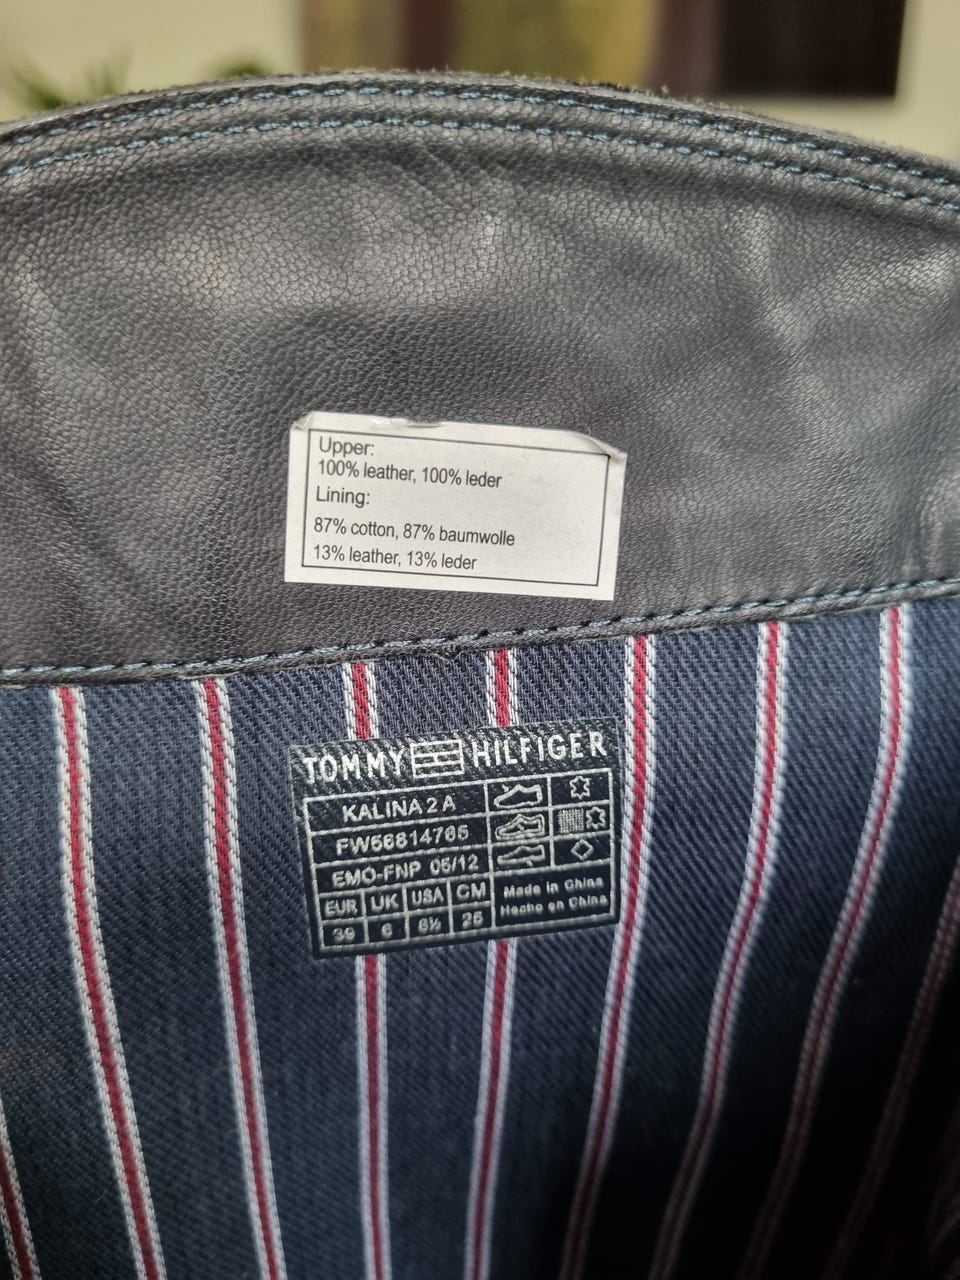 Upper:
100% leather, 100% leder
Lining:
87% cotton, 87% baumwolle
13% leather, 13% leder
TOMMY HILFIGER
KALINA 2 A
FW56814765
EMO-FNP 05/12
EUR UK USA CM
39 6 8½ 25
Made in China
Hecho en China